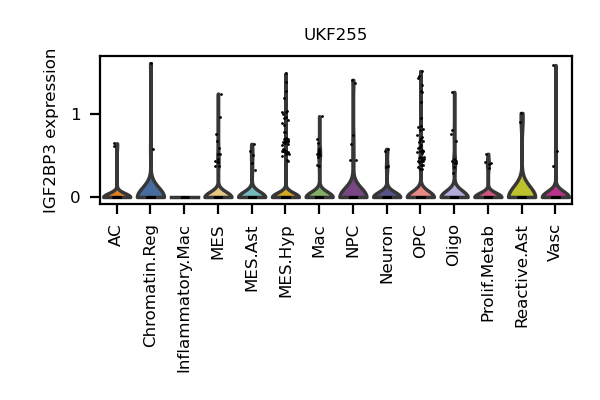 UKF255
IGF2BP3 expression
1
0
AC
Chromatin.Reg
Inflammatory.Mac
MES
MES.Ast
MES.Hyp
Mac
NPC
Neuron
OPC
Oligo
Prolif.Metab
Reactive.Ast
Vasc